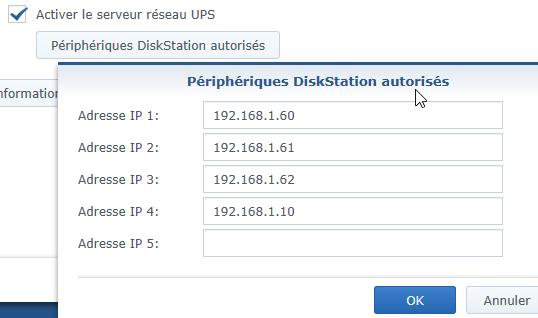 Activer le serveur réseau UPS
Périphériques DiskStation autorisés
nformation
Périphériques DiskStation autorisés
Adresse IP 1: 192.168.1.60
Adresse IP 2: 192.168.1.61
Adresse IP 3: 192.168.1.62
Adresse IP 4: 192.168.1.10
Adresse IP 5:
OK Annuler